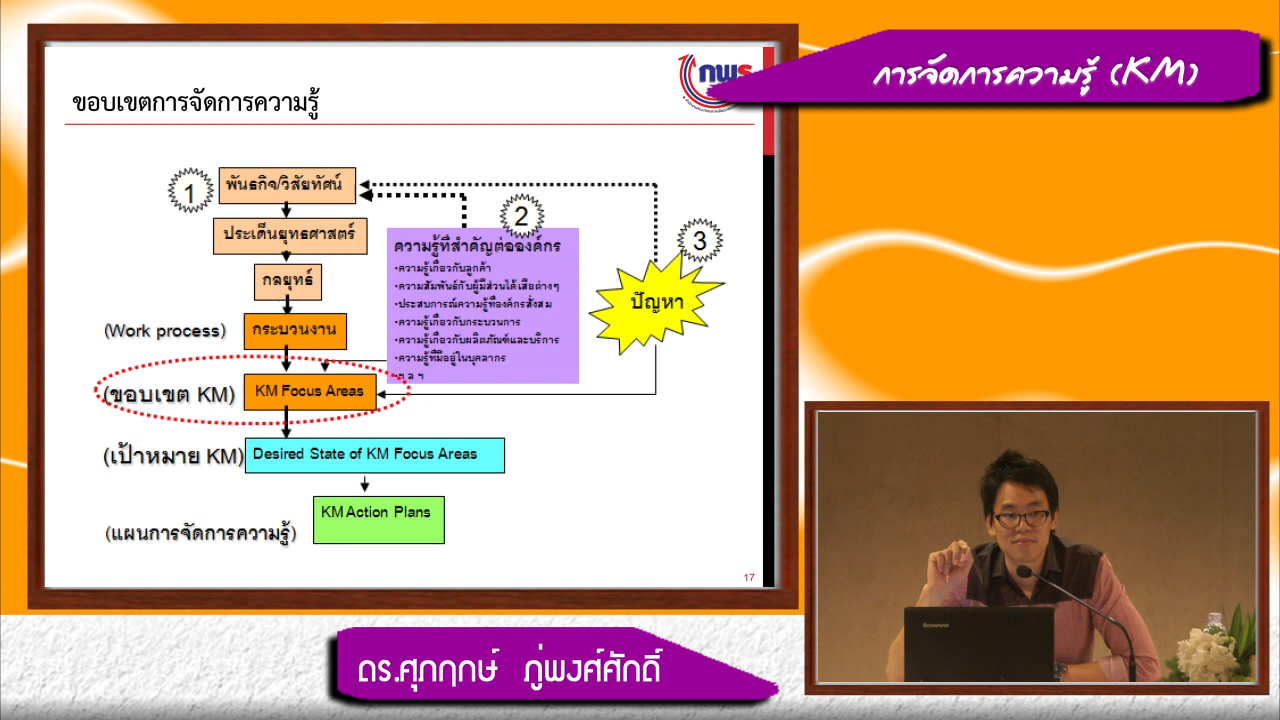 การจัดการความรู้ (KM)
กพร
ขอบเขตการจัดการความรู้
1
พันธกิจ/วิสัยทัศน์
ประเด็นยุทธศาสตร์
กลยุทธ์
(Work process)
กระบวนงาน
(ขอบเขต KM)
KM Focus Areas
(เป้าหมาย KM)
Desired State of KM Focus Areas
(แผนการจัดการความรู้)
KM Action Plans
2
ความรู้ที่สำคัญต่อองค์กร
•ความรู้เกี่ยวกับลูกค้า
•ความสัมพันธ์กับผู้มีส่วนได้เสียต่างๆ
•ประสบการณ์ความรู้ที่องค์กรสั่งสม
•ความรู้เกี่ยวกับกระบวนการ
•ความรู้เกี่ยวกับผลิตภัณฑ์และบริการ
•ความรู้ที่มีอยู่ในบุคลากร
•ฯ ล ฯ
3
ปัญหา
17
lenovo
ดร.ศุภฤกษ์ ภู่พงศ์ศักดิ์